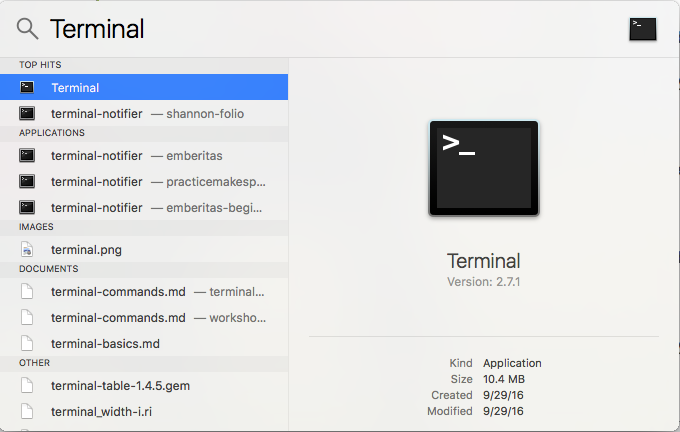 Terminal
TOP HITS
Terminal
terminal-notifier — shannon-folio
APPLICATIONS
terminal-notifier — emberitas
terminal-notifier — practicemakesp...
terminal-notifier — emberitas-begi...
IMAGES
terminal.png
DOCUMENTS
terminal-commands.md — terminal...
terminal-commands.md — worksho...
terminal-basics.md
OTHER
terminal-table-1.4.5.gem
terminal_width-i.ri
>_
Terminal
Version: 2.7.1
Kind Application
Size 10.4 MB
Created 9/29/16
Modified 9/29/16